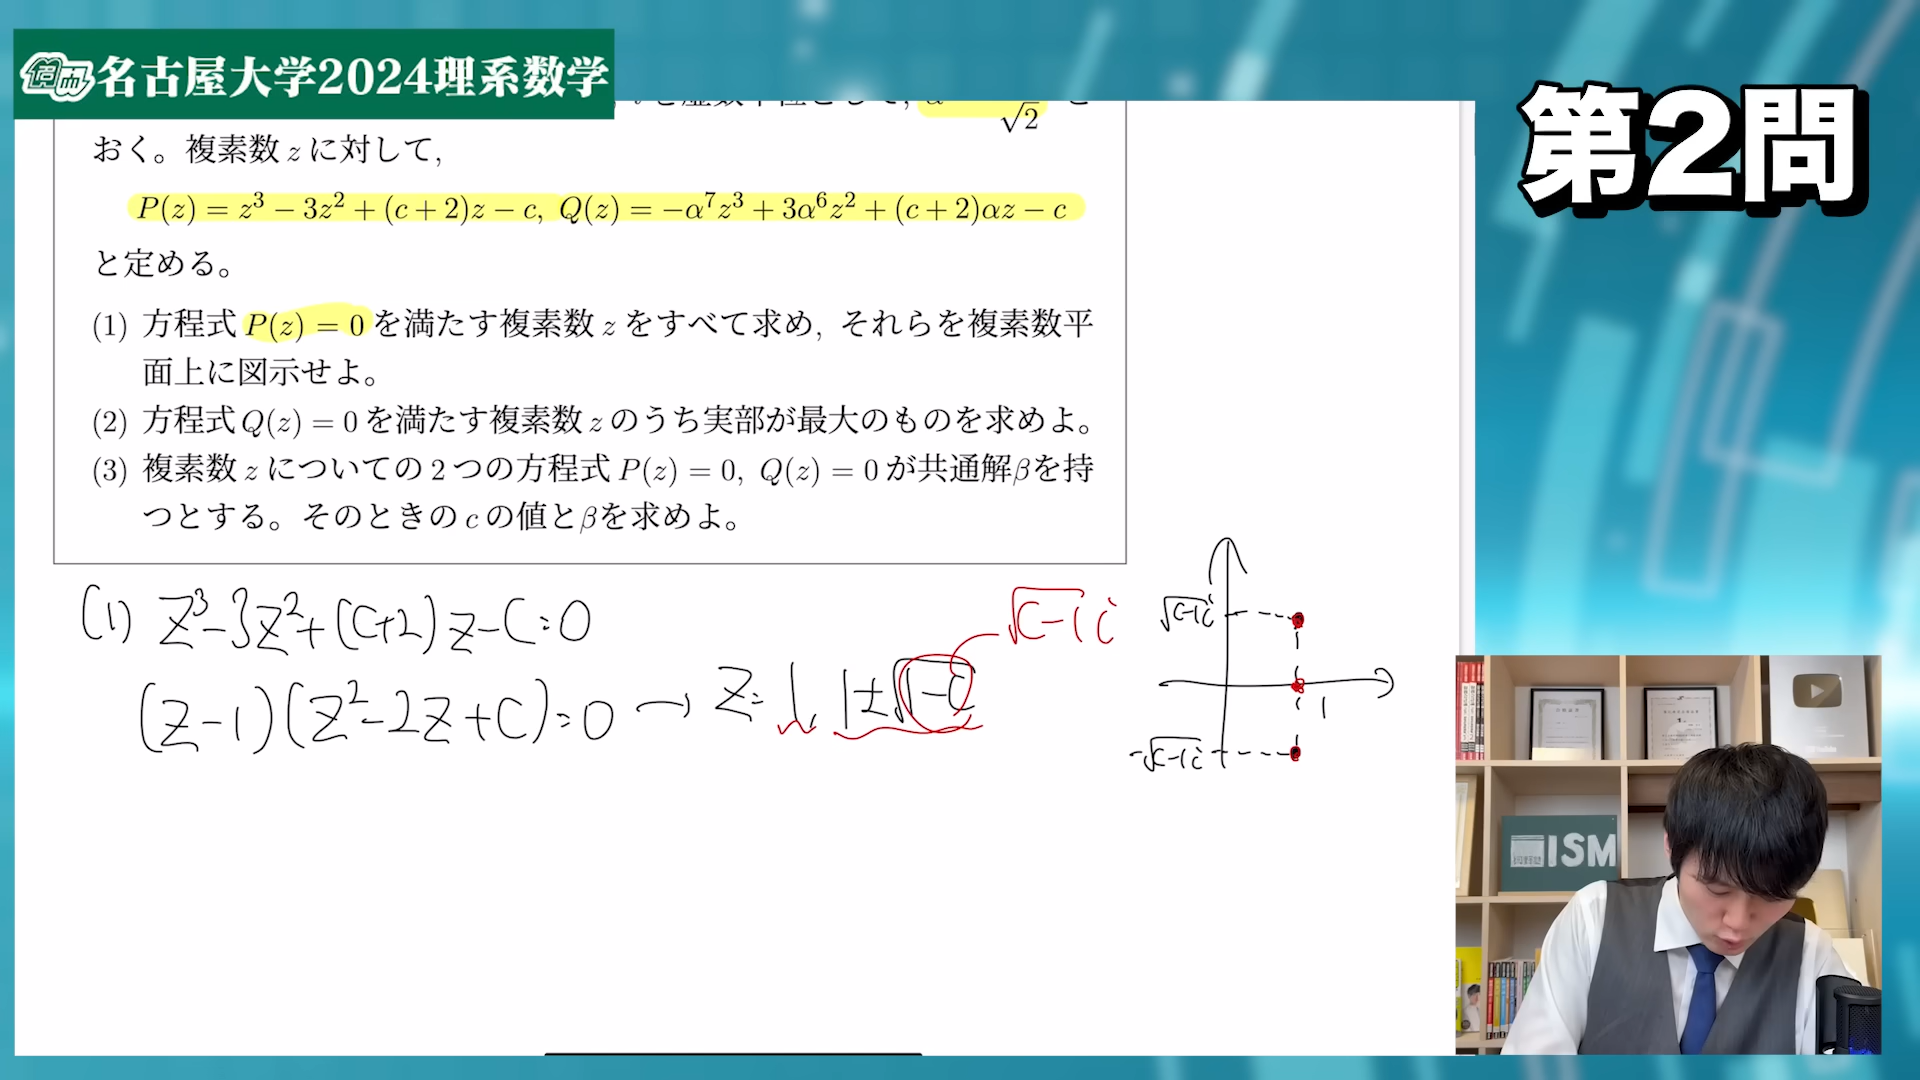 名古屋大学2024理系数学
第2問
√2
おく。複素数 z に対して,
P(z) = z³ − 3z² + (c + 2)z − c, Q(z) = −α⁷z³ + 3α⁶z² + (c + 2)αz − c
と定める。
(1) 方程式 P(z) = 0 を満たす複素数 z をすべて求め, それらを複素数平
面上に図示せよ。
(2) 方程式 Q(z) = 0 を満たす複素数 z のうち実部が最大のものを求めよ。
(3) 複素数 z についての 2 つの方程式 P(z) = 0, Q(z) = 0 が共通解βを持
つとする。そのときの c の値とβを求めよ。
(1) z³−3z²+(c+2)z−c=0
(z−1)(z²−2z+c)=0 → z= 1, 1±√1−c
√c−1 i
√c−1 i
1
−√c−1 i
ISM